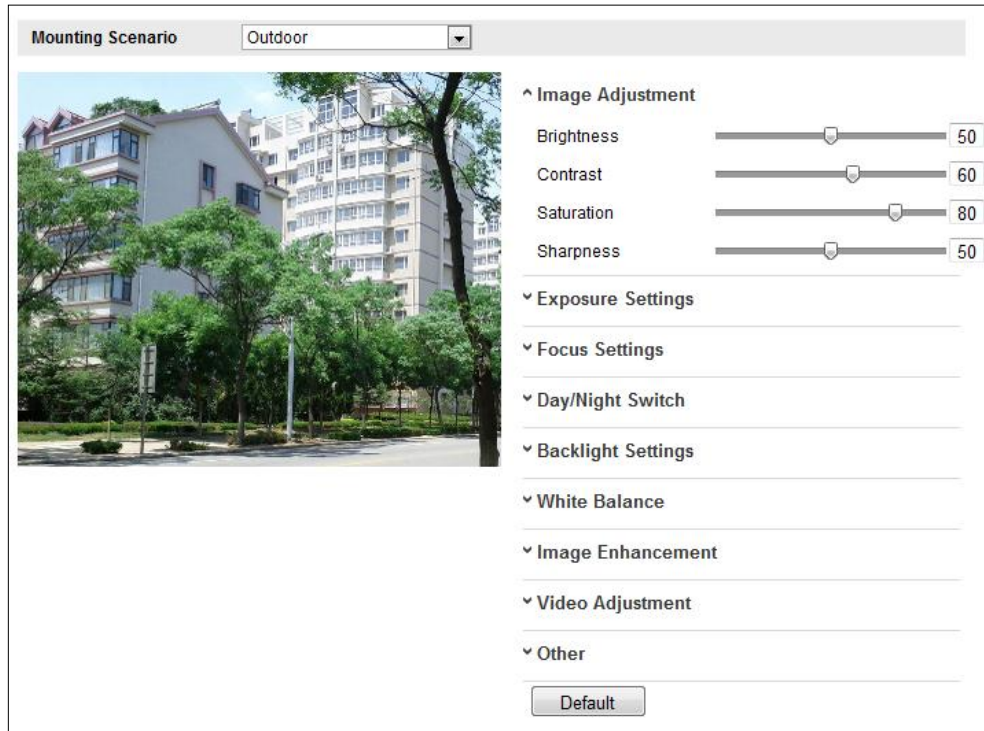 Mounting Scenario Outdoor
Image Adjustment
Brightness 50
Contrast 60
Saturation 80
Sharpness 50
Exposure Settings
Focus Settings
Day/Night Switch
Backlight Settings
White Balance
Image Enhancement
Video Adjustment
Other
Default